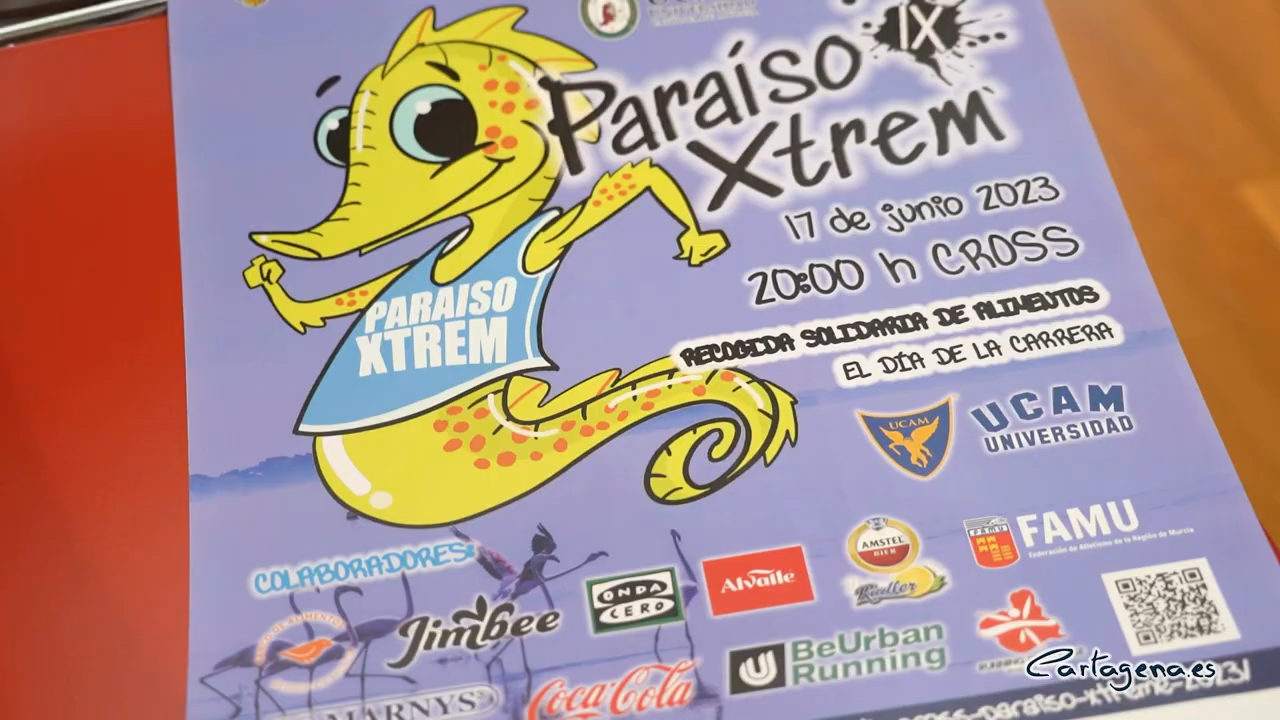 IX
Paraíso
Xtrem
17 de junio 2023
20:00 h CROSS
RECOGIDA SOLIDARIA DE ALIMENTOS
EL DÍA DE LA CARRERA
PARAISO
XTREM
UCAM
UCAM
UNIVERSIDAD
COLABORADORES:
Jimbee
ONDA
CERO
Alvalle
AMSTEL
BIER
Radler
FAMU
FAMU
Federación de Atletismo de la Región de Murcia
BeUrban
Running
MARNYS®
Coca-Cola
Cartagena.es